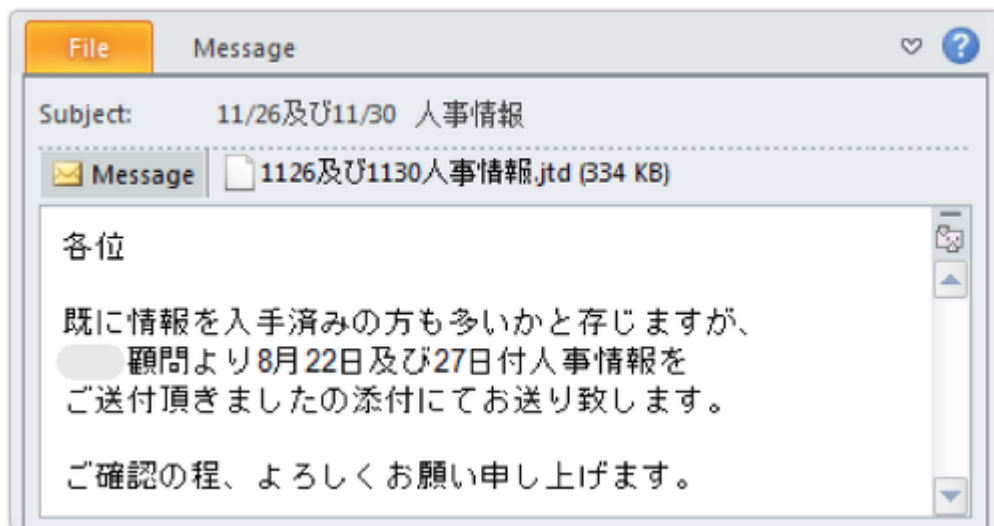 File Message
Subject: 11/26及び11/30 人事情報
Message 1126及び1130人事情報.jtd (334 KB)
各位
既に情報を入手済みの方も多いかと存じますが、
顧問より8月22日及び27日付人事情報を
ご送付頂きましたの添付にてお送り致します。
ご確認の程、よろしくお願い申し上げます。